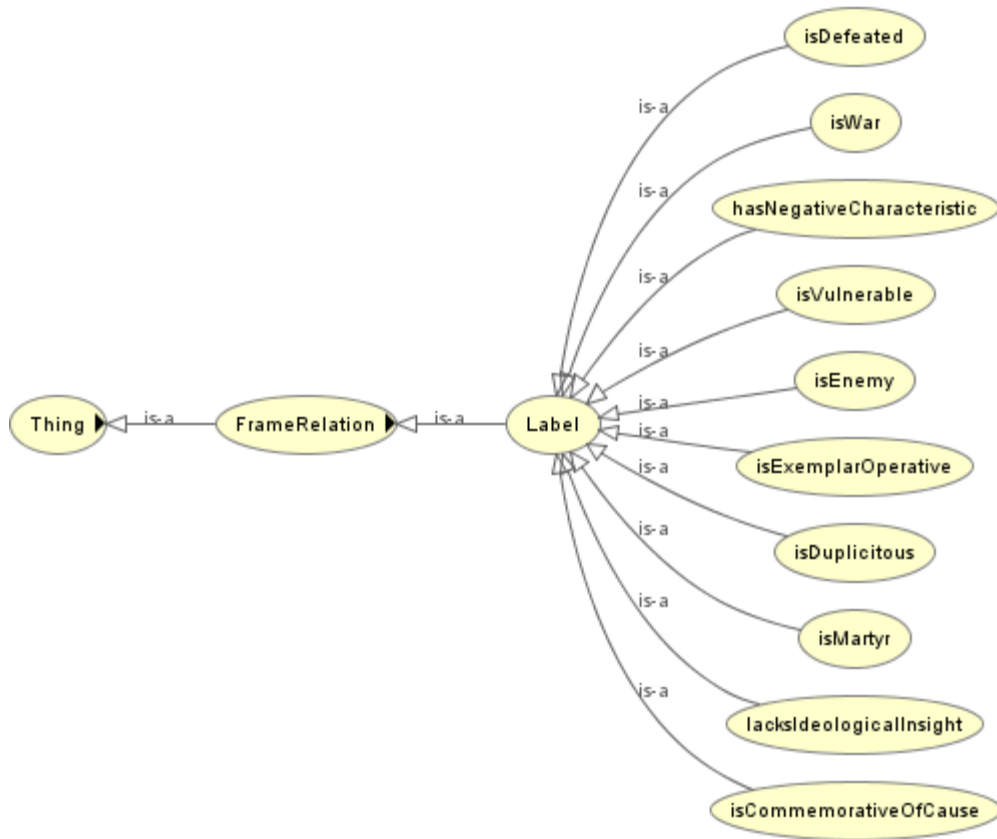 isDefeated
is-a
isWar
is-a
hasNegativeCharacteristic
is-a
isVulnerable
is-a
isEnemy
is-a
Thing
is-a
FrameRelation
is-a
Label
is-a
isExemplarOperative
is-a
isDuplicitous
is-a
isMartyr
is-a
lacksIdeologicalInsight
is-a
isCommemorativeOfCause